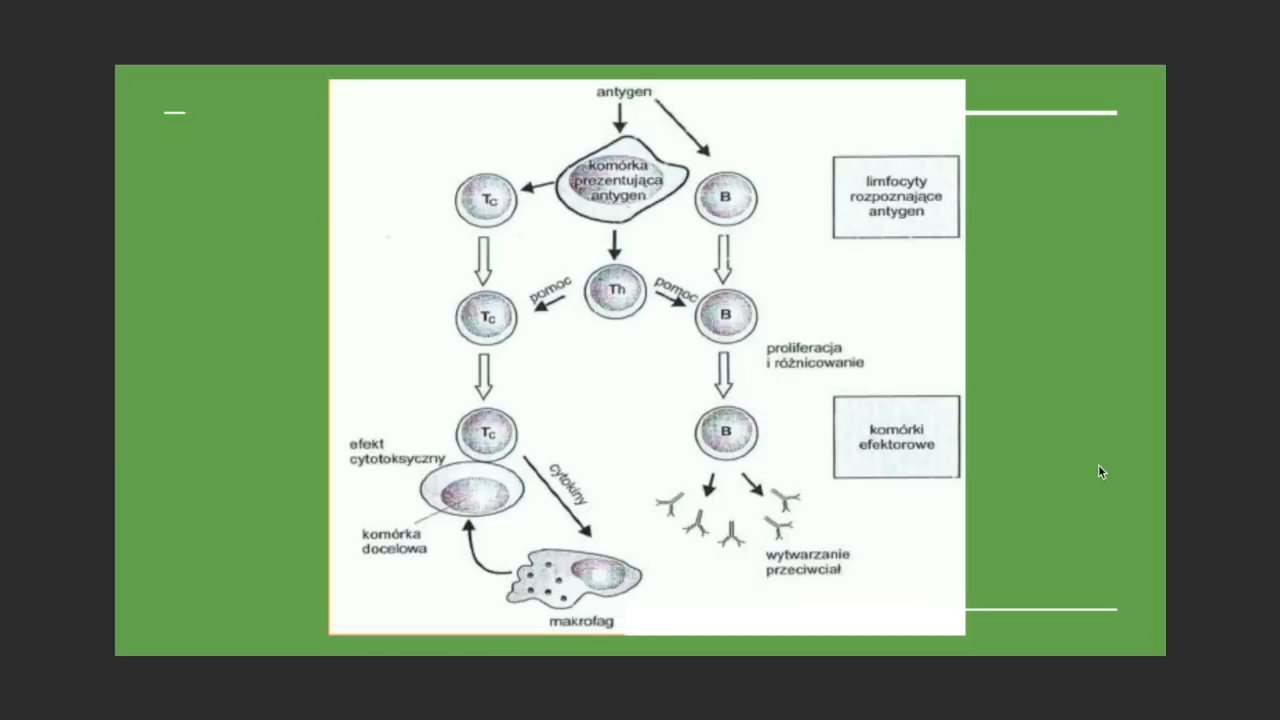 antygen
komórka
prezentująca
antygen
Tc
B
limfocyty
rozpoznające
antygen
pomoc
Th
pomoc
Tc
B
proliferacja
i różnicowanie
Tc
B
komórki
efektorowe
efekt
cytotoksyczny
cytokiny
komórka
docelowa
wytwarzanie
przeciwciał
makrofag